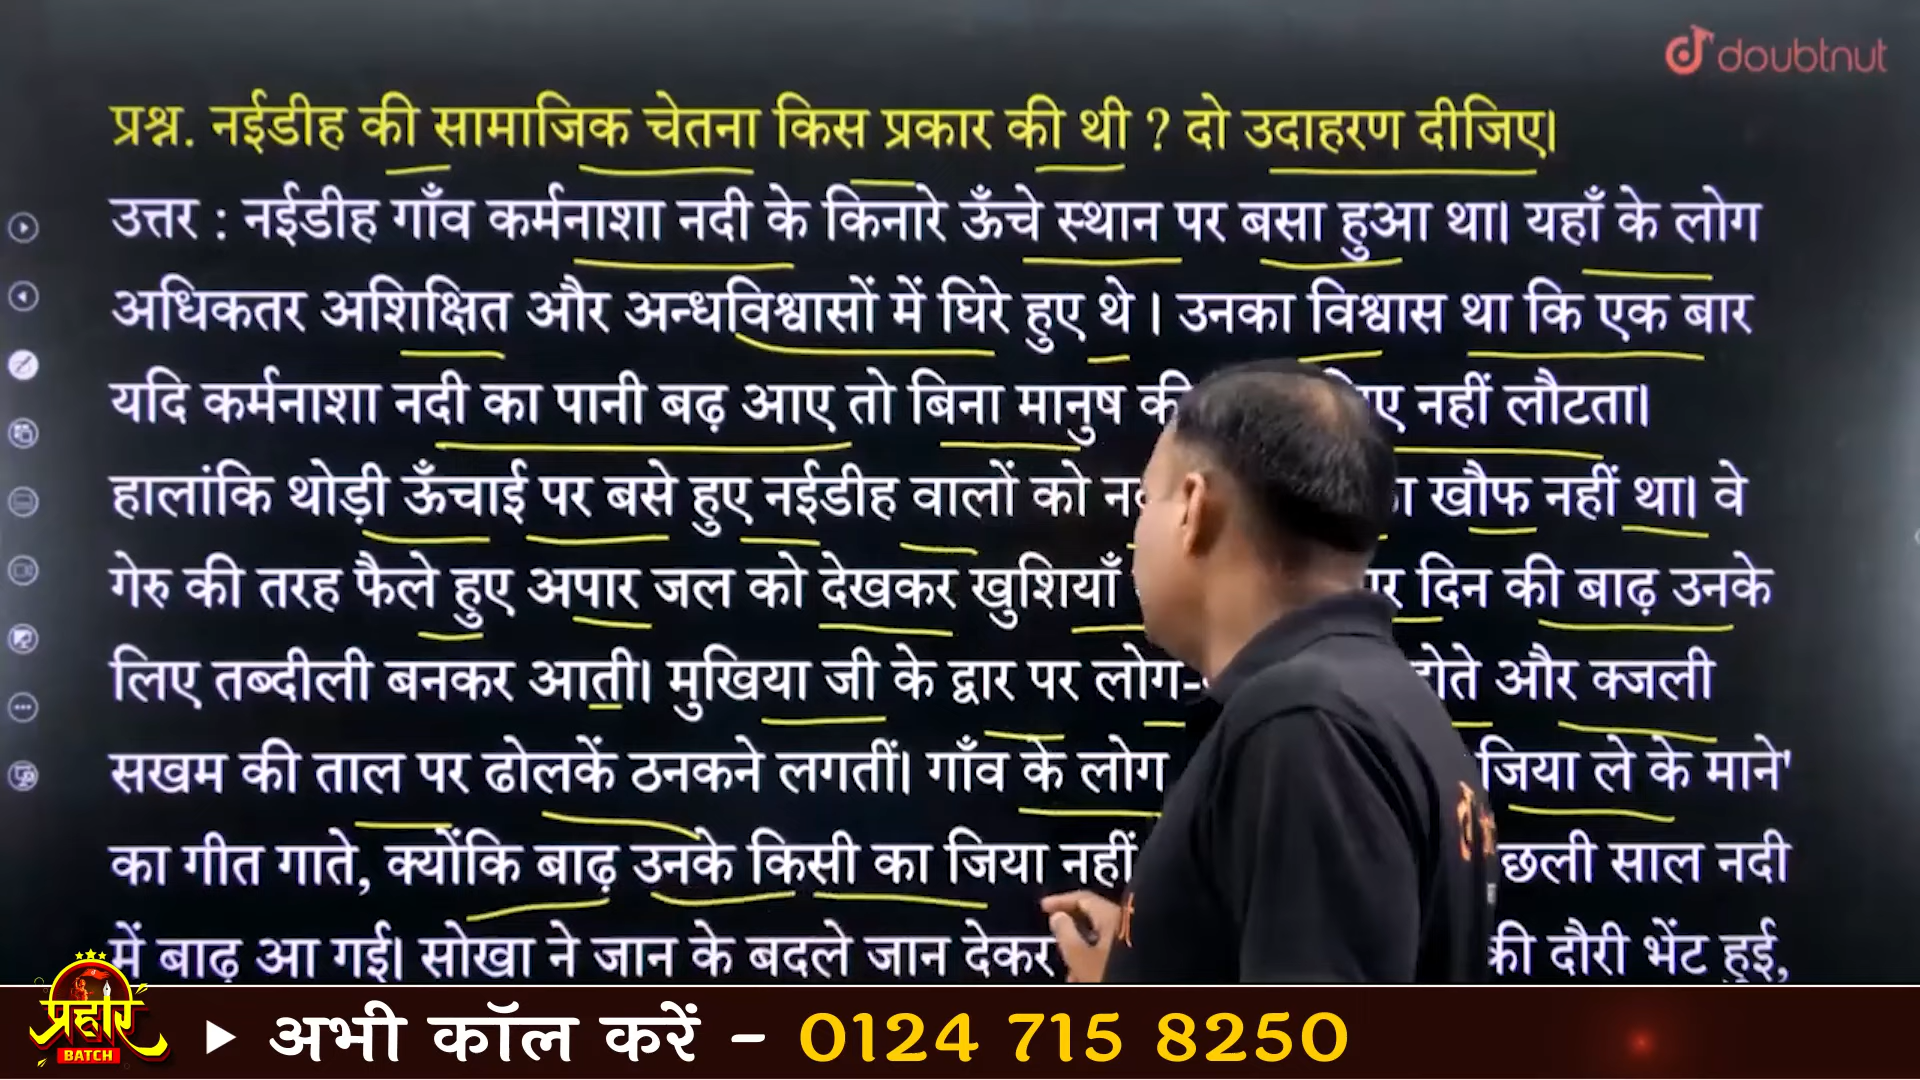 doubtnut
प्रश्न. नईडीह की सामाजिक चेतना किस प्रकार की थी ? दो उदाहरण दीजिए।
उत्तर : नईडीह गाँव कर्मनाशा नदी के किनारे ऊँचे स्थान पर बसा हुआ था। यहाँ के लोग
अधिकतर अशिक्षित और अन्धविश्वासों में घिरे हुए थे । उनका विश्वास था कि एक बार
यदि कर्मनाशा नदी का पानी बढ़ आए तो बिना मानुष नहीं लौटता।
हालांकि थोड़ी ऊँचाई पर बसे हुए नईडीह वालों को खौफ नहीं था। वे
गेरु की तरह फैले हुए अपार जल को देखकर खुशियाँ दिन की बाढ़ उनके
लिए तब्दीली बनकर आती। मुखिया जी के द्वार पर लोग- होते और क्जली
सखम की ताल पर ढोलकें ठनकने लगतीं। गाँव के लोग जिया ले के माने'
का गीत गाते, क्योंकि बाढ़ उनके किसी का जिया नहीं साल नदी
में बाढ़ आ गई। सोखा ने जान के बदले जान देकर की दौरी भेंट हुई,
प्रहार
BATCH
अभी कॉल करें - 0124 715 8250